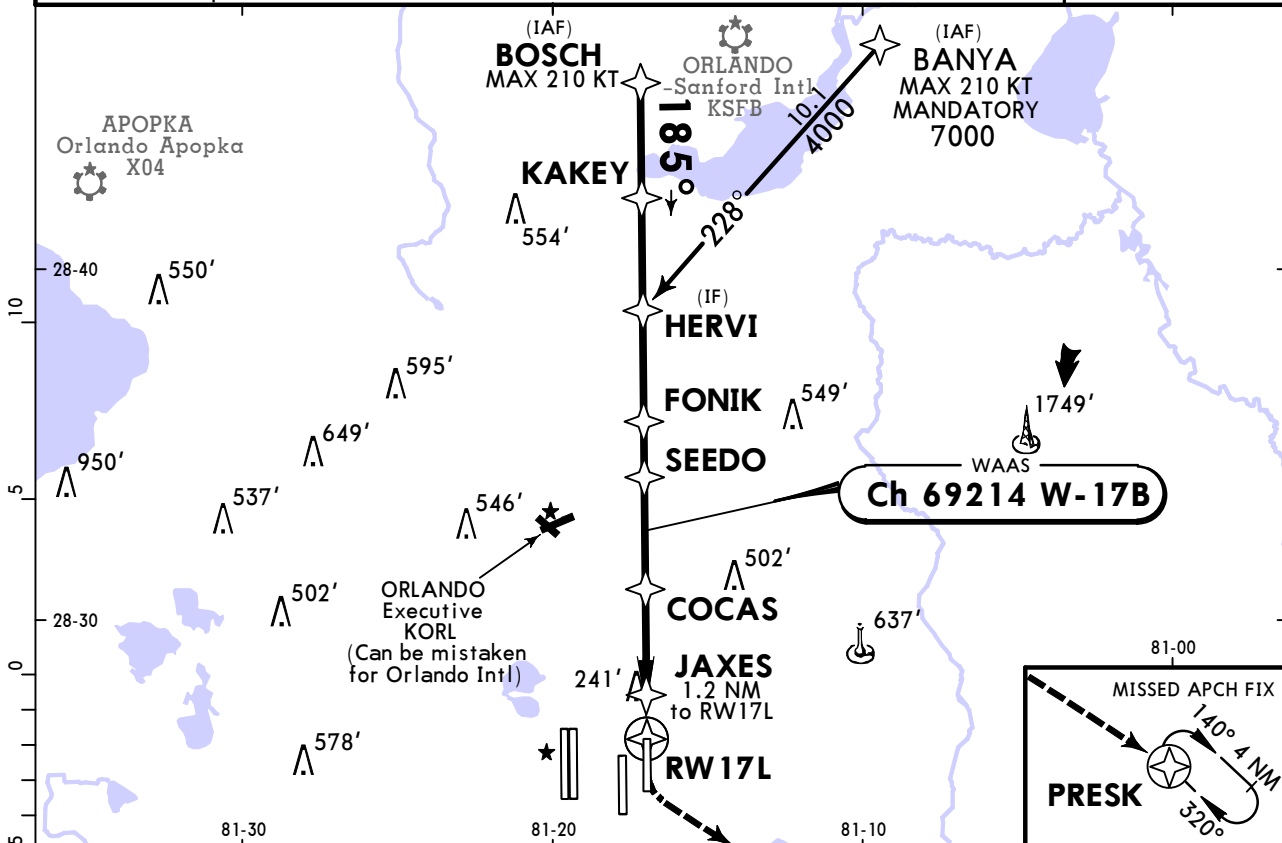 (IAF)
BOSCH
MAX 210 KT
ORLANDO
-Sanford Intl
KSFB
(IAF)
BANYA
MAX 210 KT
MANDATORY
7000
10.1
4000
APOPKA
Orlando Apopka
X04
185°
KAKEY
228°
554'
28-40
550'
10
(IF)
HERVI
595'
FONIK
549'
1749'
649'
SEEDO
950'
WAAS
Ch 69214 W-17B
5
537'
546'
502'
ORLANDO
Executive
KORL
(Can be mistaken
for Orlando Intl)
502'
COCAS
28-30
637'
81-00
0
241'
JAXES
1.2 NM
to RW17L
MISSED APCH FIX
140° 4 NM
578'
RW17L
PRESK
320°
5
81-30
81-20
81-10